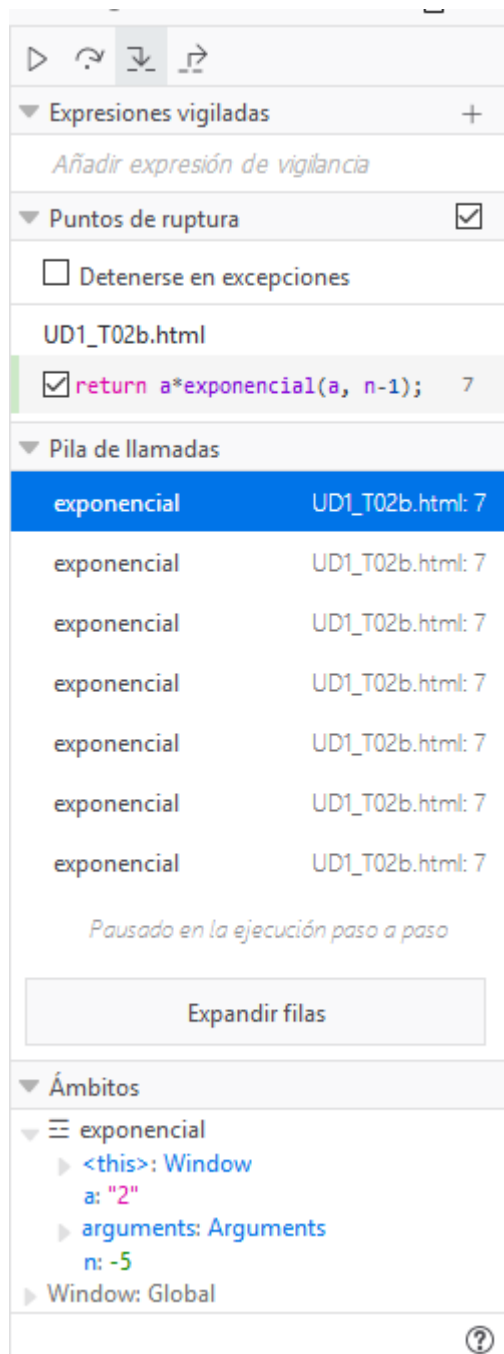 Expresiones vigiladas
Añadir expresión de vigilancia
Puntos de ruptura
Detenerse en excepciones
UD1_T02b.html
return a*exponencial(a, n-1); 7
Pila de llamadas
exponencial UD1_T02b.html: 7
exponencial UD1_T02b.html: 7
exponencial UD1_T02b.html: 7
exponencial UD1_T02b.html: 7
exponencial UD1_T02b.html: 7
exponencial UD1_T02b.html: 7
exponencial UD1_T02b.html: 7
Pausado en la ejecución paso a paso
Expandir filas
Ámbitos
exponencial
<this>: Window
a: "2"
arguments: Arguments
n: -5
Window: Global